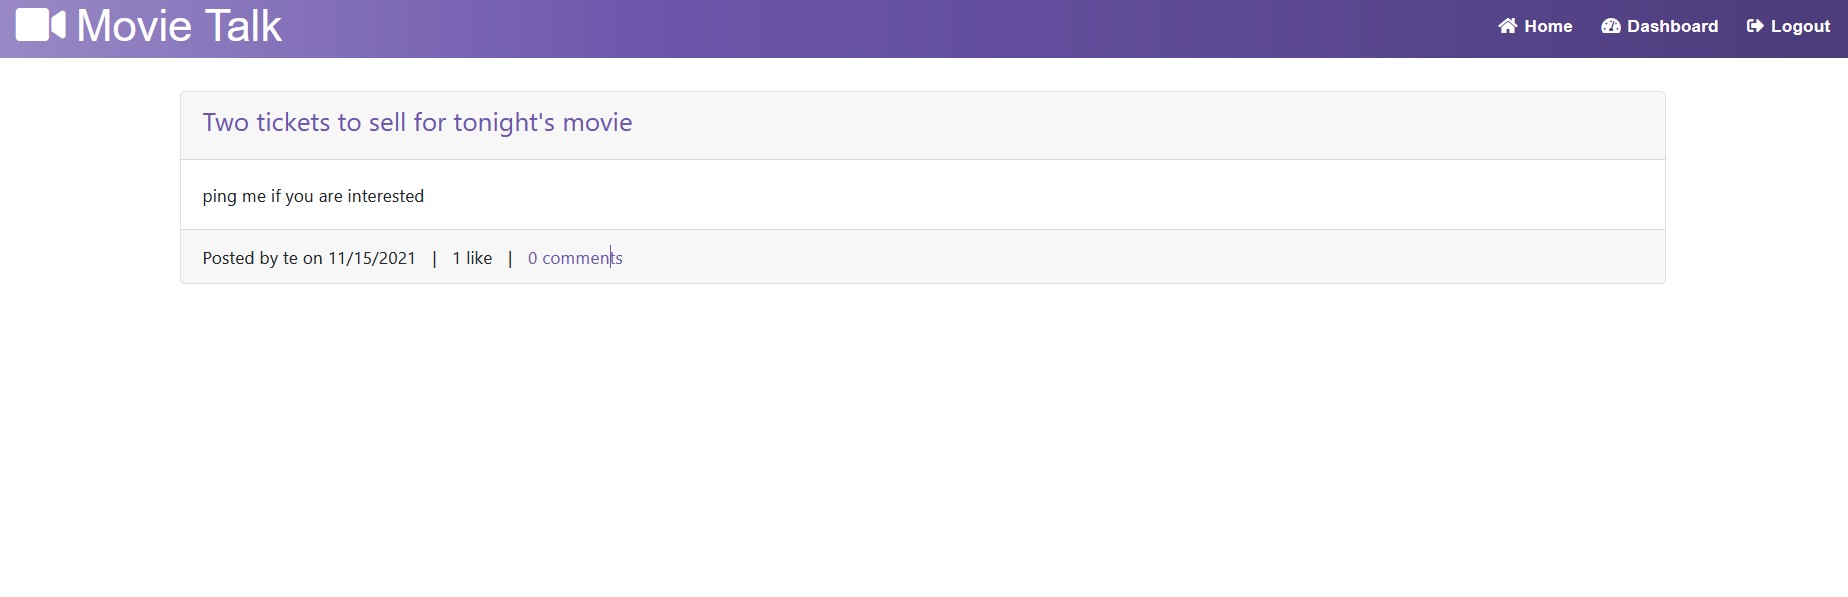 Movie Talk
Home Dashboard Logout
Two tickets to sell for tonight's movie
ping me if you are interested
Posted by te on 11/15/2021 | 1 like | 0 comments